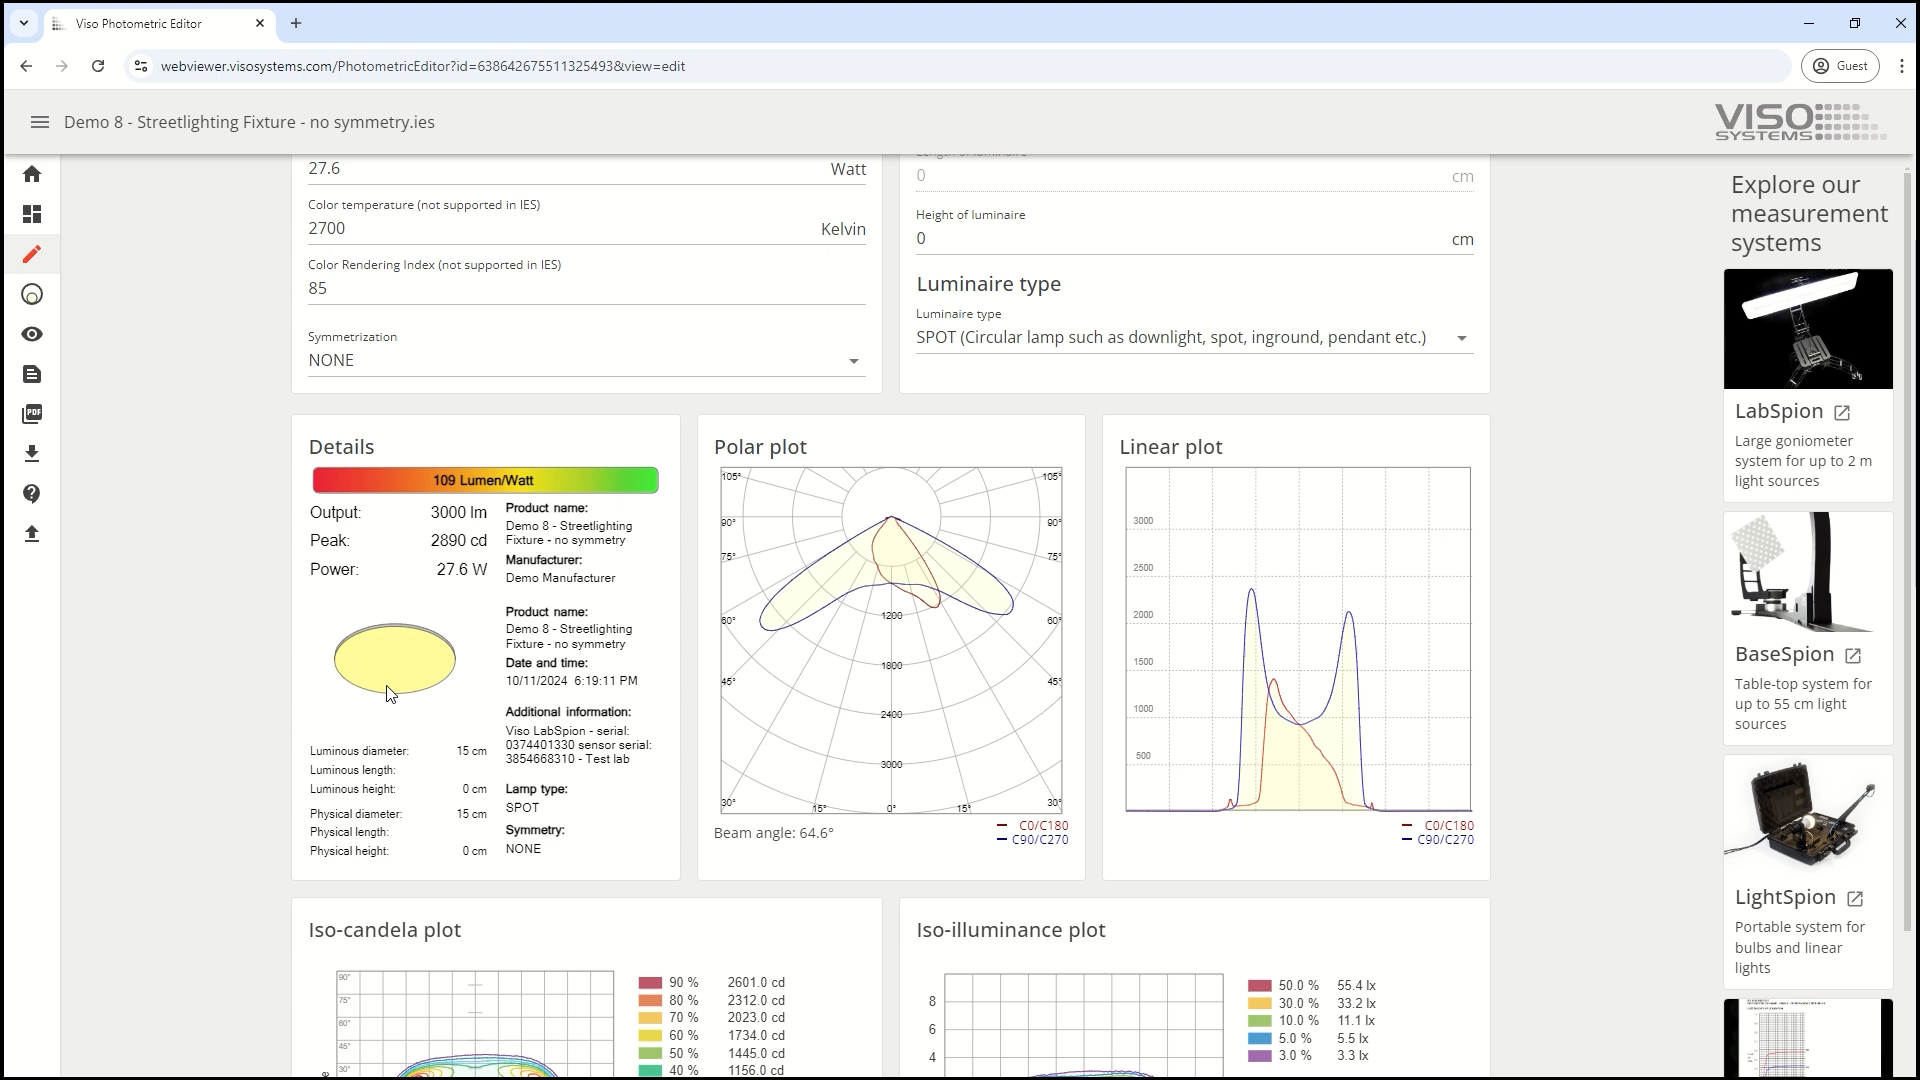 Viso Photometric Editor
webviewer.visosystems.com/PhotometricEditor?id=638642675511325493&view=edit
Guest
Demo 8 - Streetlighting Fixture - no symmetry.ies
VISO
SYSTEMS
27.6 Watt
Color temperature (not supported in IES)
2700 Kelvin
Color Rendering Index (not supported in IES)
85
Symmetrization
NONE
Length of luminaire
0 cm
Height of luminaire
0 cm
Luminaire type
Luminaire type
SPOT (Circular lamp such as downlight, spot, inground, pendant etc.)
Details
109 Lumen/Watt
Output: 3000 lm
Peak: 2890 cd
Power: 27.6 W
Luminous diameter: 15 cm
Luminous length:
Luminous height: 0 cm
Physical diameter: 15 cm
Physical length:
Physical height: 0 cm
Product name:
Demo 8 - Streetlighting
Fixture - no symmetry
Manufacturer:
Demo Manufacturer
Product name:
Demo 8 - Streetlighting
Fixture - no symmetry
Date and time:
10/11/2024 6:19:11 PM
Additional information:
Viso LabSpion - serial:
0374401330 sensor serial:
3854668310 - Test lab
Lamp type:
SPOT
Symmetry:
NONE
Polar plot
105° 105°
90° 90°
75° 75°
60° 1200 60°
1800
45° 45°
2400
3000
30° 15° 0° 15° 30°
Beam angle: 64.6°
C0/C180
C90/C270
Linear plot
3000
2500
2000
1500
1000
500
C0/C180
C90/C270
Iso-candela plot
90°
75°
60°
45°
30°
90 % 2601.0 cd
80 % 2312.0 cd
70 % 2023.0 cd
60 % 1734.0 cd
50 % 1445.0 cd
40 % 1156.0 cd
Iso-illuminance plot
8
6
4
50.0 % 55.4 lx
30.0 % 33.2 lx
10.0 % 11.1 lx
5.0 % 5.5 lx
3.0 % 3.3 lx
Explore our
measurement
systems
LabSpion
Large goniometer
system for up to 2 m
light sources
BaseSpion
Table-top system for
up to 55 cm light
sources
LightSpion
Portable system for
bulbs and linear
lights
PDF